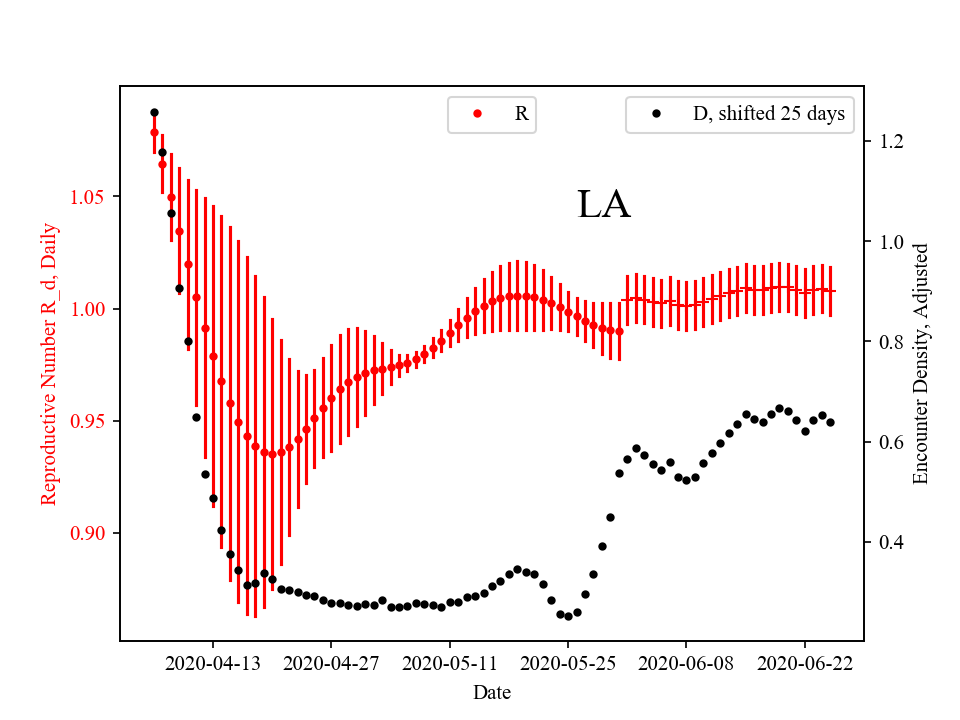 R
D, shifted 25 days
LA
Reproductive Number R_d, Daily
1.05
1.00
0.95
0.90
1.2
1.0
0.8
0.6
0.4
Encounter Density, Adjusted
2020-04-13
2020-04-27
2020-05-11
2020-05-25
2020-06-08
2020-06-22
Date